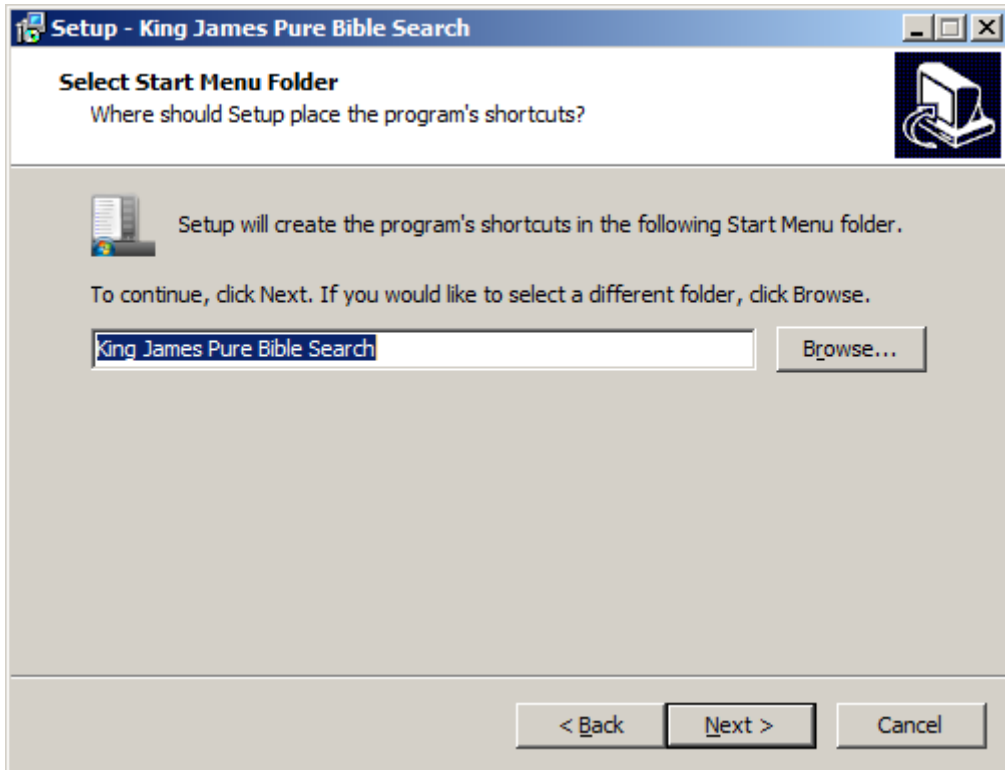 Setup - King James Pure Bible Search
Select Start Menu Folder
Where should Setup place the program's shortcuts?
Setup will create the program's shortcuts in the following Start Menu folder.
To continue, click Next. If you would like to select a different folder, click Browse.
King James Pure Bible Search
Browse...
< Back
Next >
Cancel